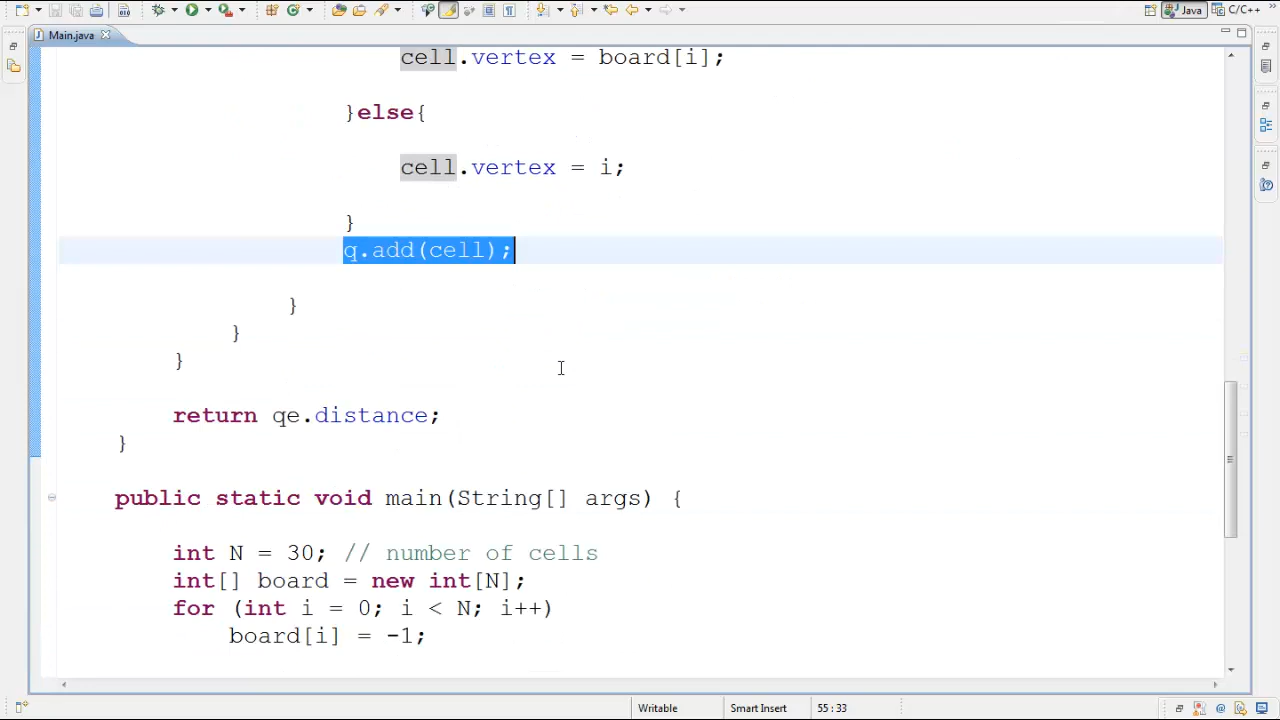 Java
C/C++
Main.java
cell.vertex = board[i];
}else{
cell.vertex = i;
}
q.add(cell);
}
}
}
return qe.distance;
}
public static void main(String[] args) {
int N = 30; // number of cells
int[] board = new int[N];
for (int i = 0; i < N; i++)
board[i] = -1;
Writable
Smart Insert
55 : 33